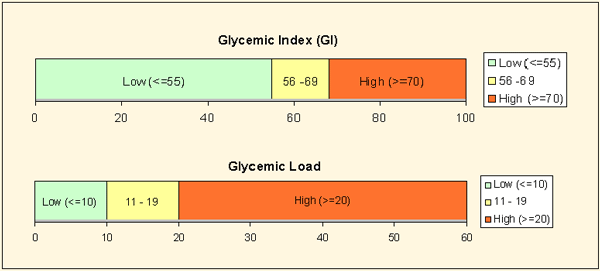 Glycemic Index (GI)
Low (<=55)
56 -69
High (>=70)
0 20 40 60 80 100
Low (<=55)
56 -69
High (>=70)
Glycemic Load
Low (<=10)
11 - 19
High (>=20)
0 10 20 30 40 50 60
Low (<=10)
11 - 19
High (>=20)